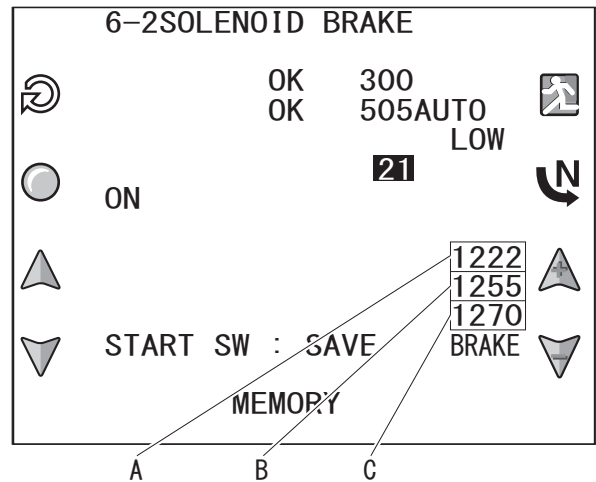 6-2SOLENOID BRAKE
OK 300
OK 505AUTO
LOW
21
N
ON
1222
1255
1270
START SW : SAVE BRAKE
MEMORY
A B C